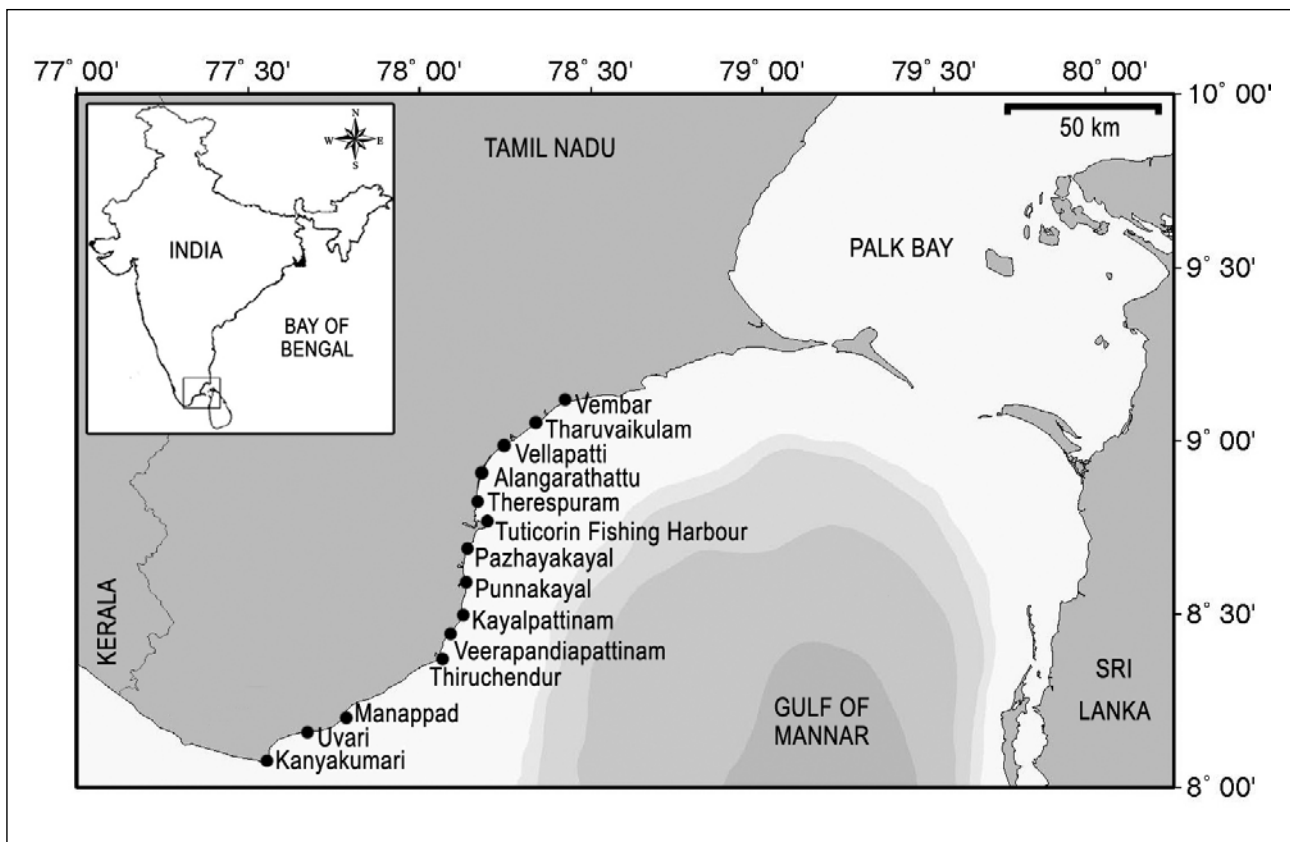 77° 00'
77° 30'
78° 00'
78° 30'
79° 00'
79° 30'
80° 00'
10° 00'
50 km
N
W
E
S
TAMIL NADU
INDIA
PALK BAY
9° 30'
BAY OF
BENGAL
Vembar
Tharuvaikulam
9° 00'
Vellapatti
Alangarathattu
Therespuram
Tuticorin Fishing Harbour
Pazhayakayal
Punnakayal
KERALA
Kayalpattinam
8° 30'
Veerapandiapattinam
Thiruchendur
SRI
LANKA
Manappad
GULF OF
MANNAR
Uvari
Kanyakumari
8° 00'